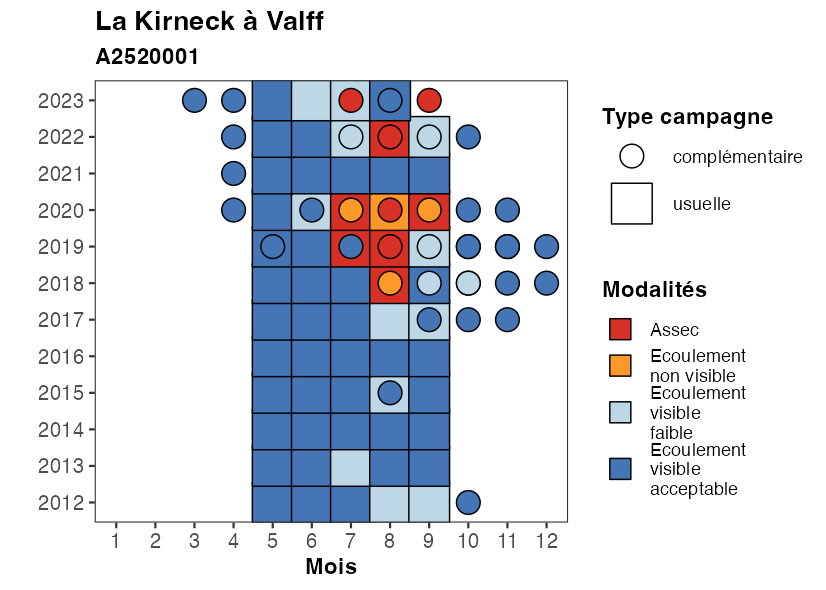 La Kirneck à Valff
A2520001
2023
2022
2021
2020
2019
2018
2017
2016
2015
2014
2013
2012
1 2 3 4 5 6 7 8 9 10 11 12
Mois
Type campagne
complémentaire
usuelle
Modalités
Assec
Ecoulement
non visible
Ecoulement
visible
faible
Ecoulement
visible
acceptable